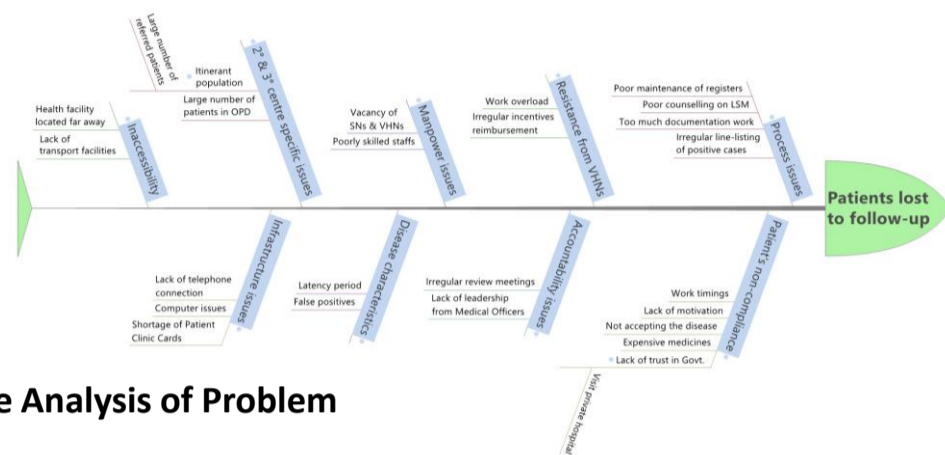 Large number of
referred patients
Itinerant
population
Large number of
patients in OPD
2° & 3° centre specific issues
Health facility
located far away
Lack of
transport facilities
Inaccessibility
Vacancy of
SNs & VHNs
Poorly skilled staffs
Manpower issues
Work overload
Irregular incentives
reimbursement
Resistance from VHNs
Poor maintenance of registers
Poor counselling on LSM
Too much documentation work
Irregular line-listing
of positive cases
Process issues
Patients lost
to follow-up
Lack of telephone
connection
Computer issues
Shortage of Patient
Clinic Cards
Infrastructure issues
Latency period
False positives
Disease characteristics
Irregular review meetings
Lack of leadership
from Medical Officers
Accountability issues
Work timings
Lack of motivation
Not accepting the disease
Expensive medicines
Lack of trust in Govt.
Visit private hospital
Patient's non-compliance
e Analysis of Problem